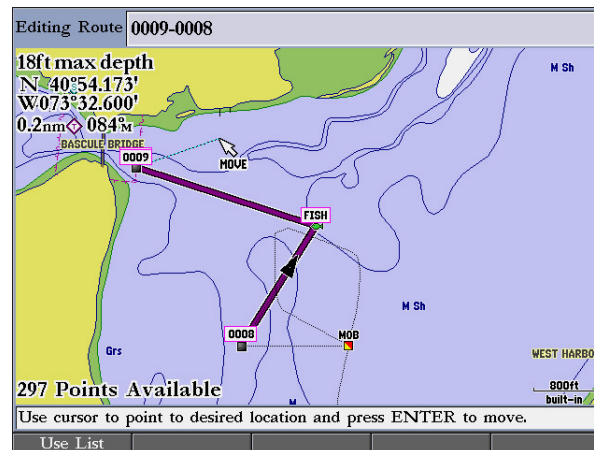 Editing Route 0009-0008
18ft max depth
N 40°54.173'
W073°32.600'
0.2nm 084M
M Sh
BASCULE BRIDGE
0009
MOVE
FISH
M Sh
0008
MOB
Grs
WEST HARBO
297 Points Available
M
800ft
built-in
Use cursor to point to desired location and press ENTER to move.
Use List